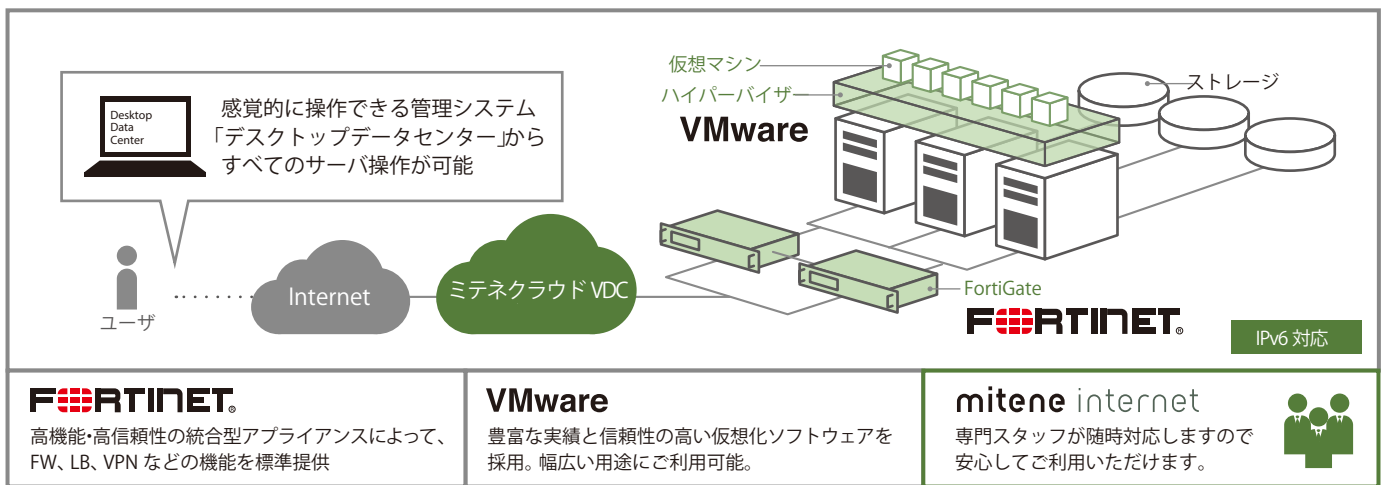 Desktop
Data
Center
感覚的に操作できる管理システム
「デスクトップデータセンター」から
すべてのサーバ操作が可能
仮想マシン
ハイパーバイザー
VMware
ストレージ
ユーザ
Internet
ミテネクラウド VDC
FortiGate
FORTINET®
IPv6 対応
FORTINET®
高機能・高信頼性の統合型アプライアンスによって、
FW、LB、VPN などの機能を標準提供
VMware
豊富な実績と信頼性の高い仮想化ソフトウェアを
採用。幅広い用途にご利用可能。
mitene internet
専門スタッフが随時対応しますので
安心してご利用いただけます。